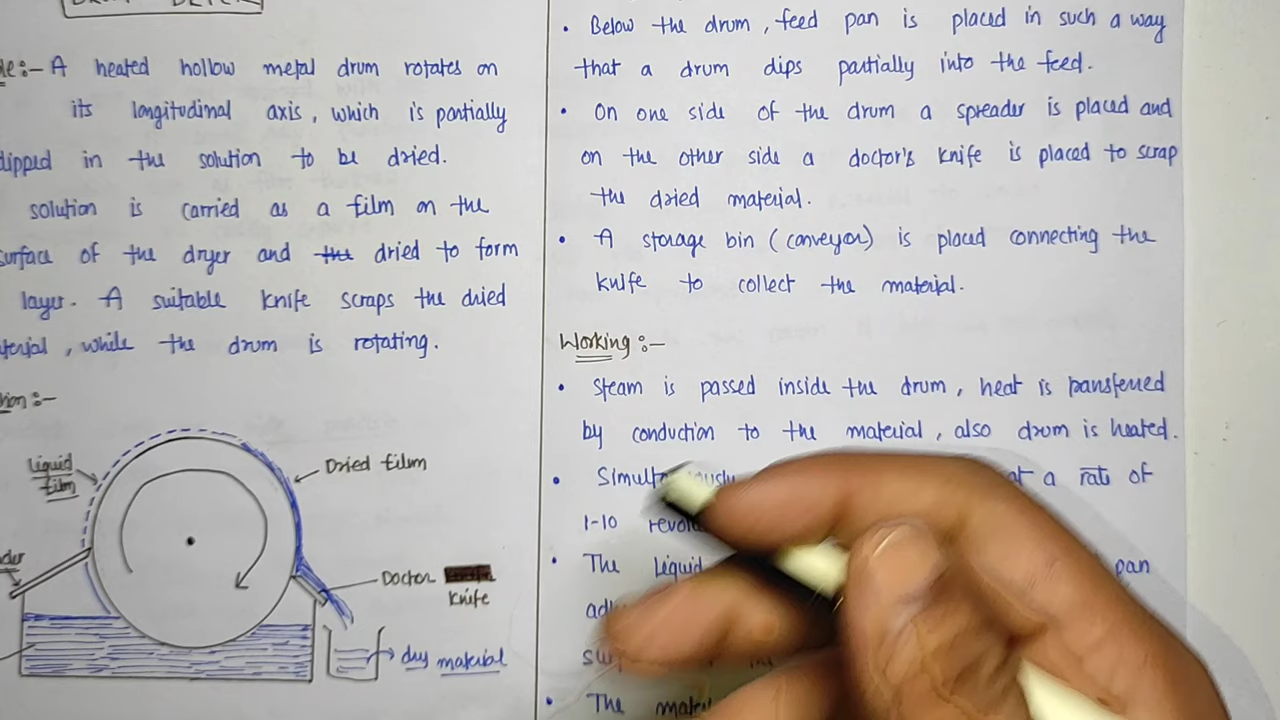 :- A heated hollow metal drum rotates on
its longitudinal axis, which is partially
dipped in the solution to be dried.
solution is carried as a film on the
surface of the dryer and the dried to form
layer. A suitable knife scraps the dried
, while the drum is rotating.
:-
Liquid
film
Dried film
Doctor
Knife
dry material
Below the drum, feed pan is placed in such a way
that a drum dips partially into the feed.
On one side of the drum a spreader is placed and
on the other side a doctor's knife is placed to scrap
the dried material.
A storage bin (conveyor) is placed connecting the
knife to collect the material.
Working :-
Steam is passed inside the drum, heat is transferred
by conduction to the material, also drum is heated.
at a rate of
1-10
The Liquid pan
The